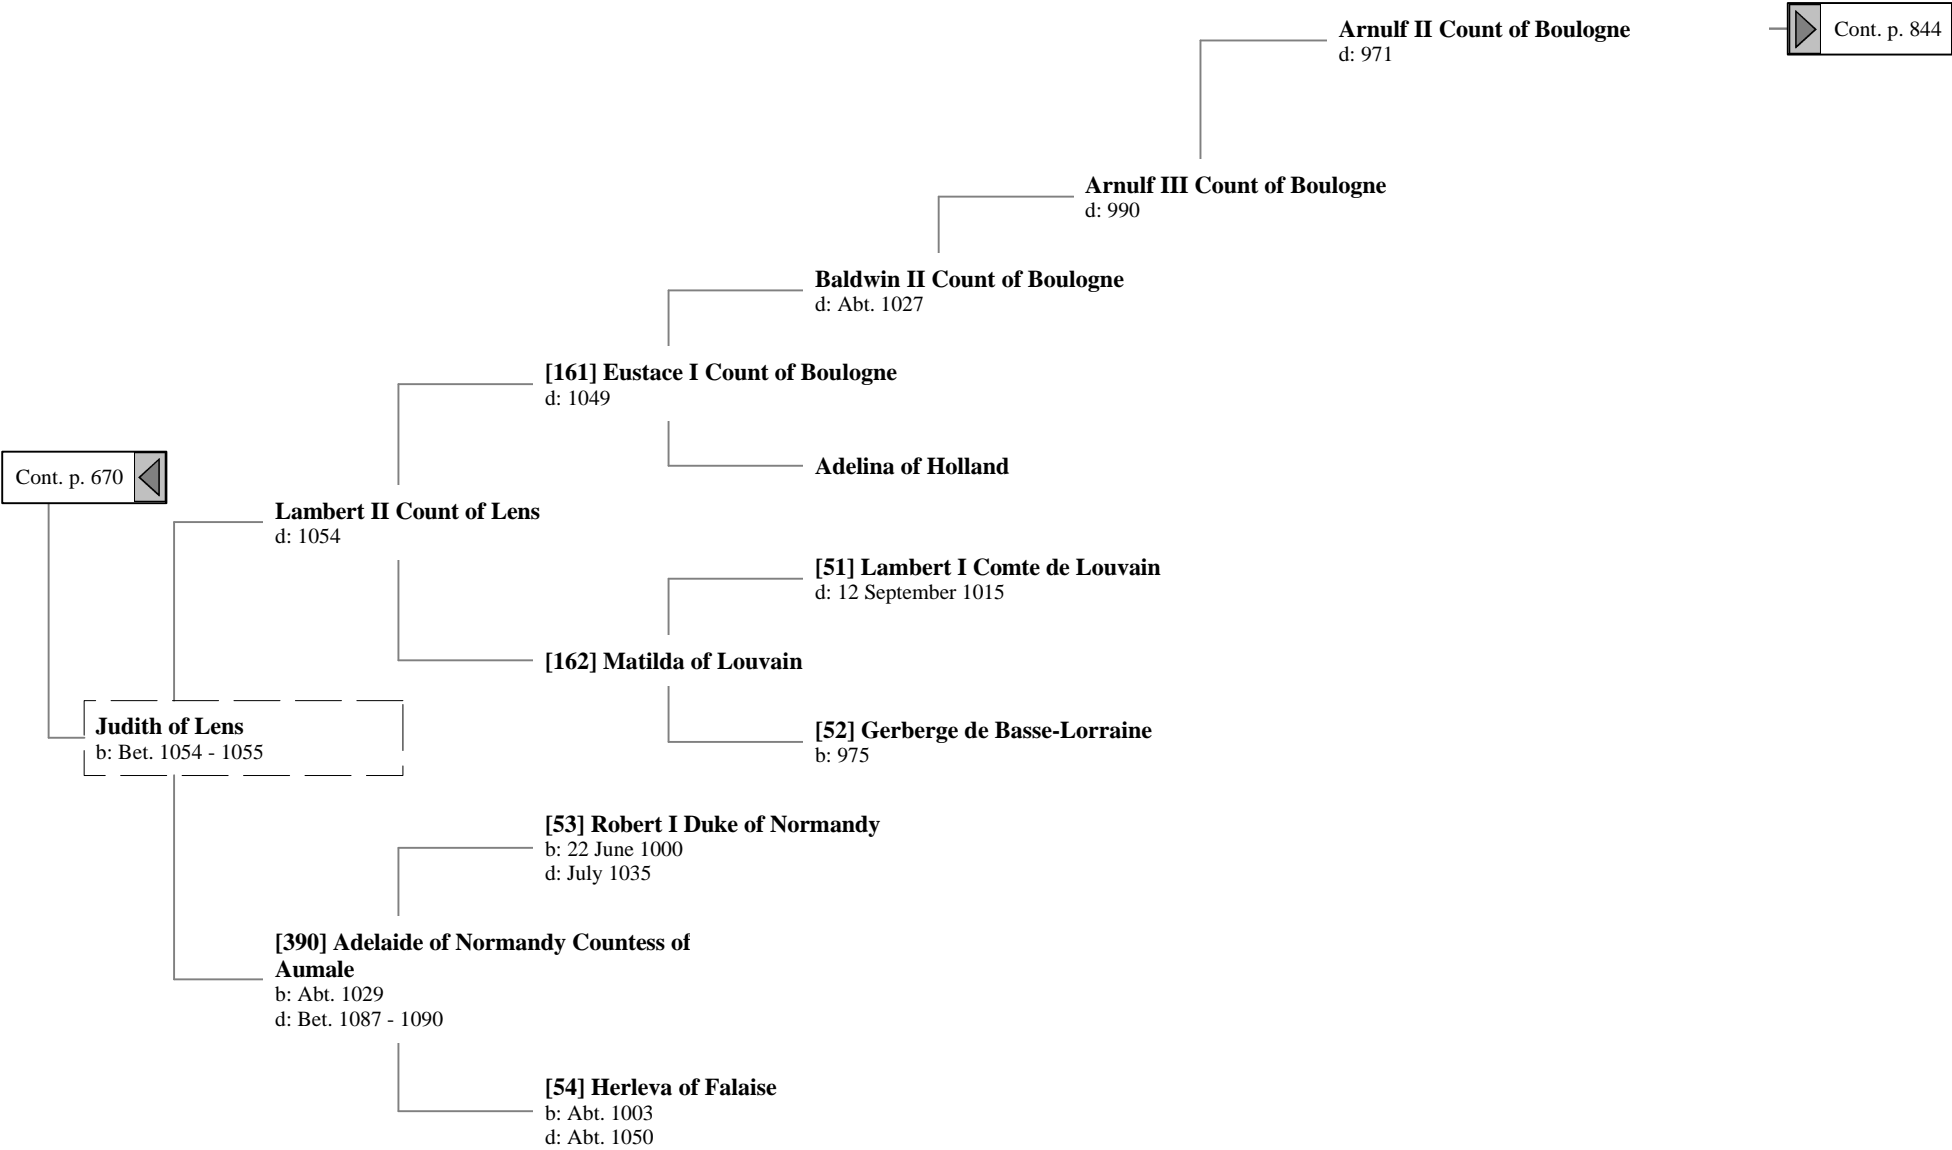 Arnulf II Count of Boulogne
d: 971
Cont. p. 844
Arnulf III Count of Boulogne
d: 990
Baldwin II Count of Boulogne
d: Abt. 1027
[161] Eustace I Count of Boulogne
d: 1049
Adelina of Holland
Cont. p. 670
Lambert II Count of Lens
d: 1054
[51] Lambert I Comte de Louvain
d: 12 September 1015
[162] Matilda of Louvain
Judith of Lens
b: Bet. 1054 - 1055
[52] Gerberge de Basse-Lorraine
b: 975
[53] Robert I Duke of Normandy
b: 22 June 1000
d: July 1035
[390] Adelaide of Normandy Countess of
Aumale
b: Abt. 1029
d: Bet. 1087 - 1090
[54] Herleva of Falaise
b: Abt. 1003
d: Abt. 1050